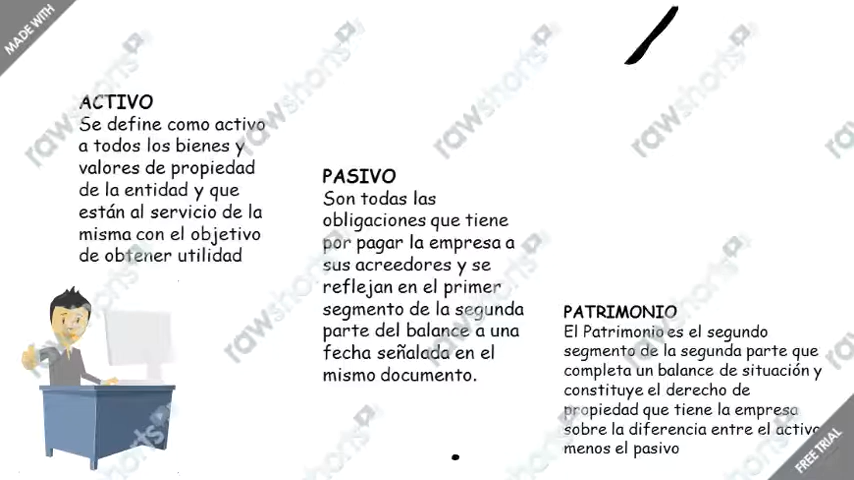 MADE WITH
ACTIVO
Se define como activo
a todos los bienes y
valores de propiedad
de la entidad y que
están al servicio de la
misma con el objetivo
de obtener utilidad
PASIVO
Son todas las
obligaciones que tiene
por pagar la empresa a
sus acreedores y se
reflejan en el primer
segmento de la segunda
parte del balance a una
fecha señalada en el
mismo documento.
PATRIMONIO
El Patrimonio es el segundo
segmento de la segunda parte que
completa un balance de situación y
constituye el derecho de
propiedad que tiene la empresa
sobre la diferencia entre el activo
menos el pasivo
FREE TRIAL
rawshorts